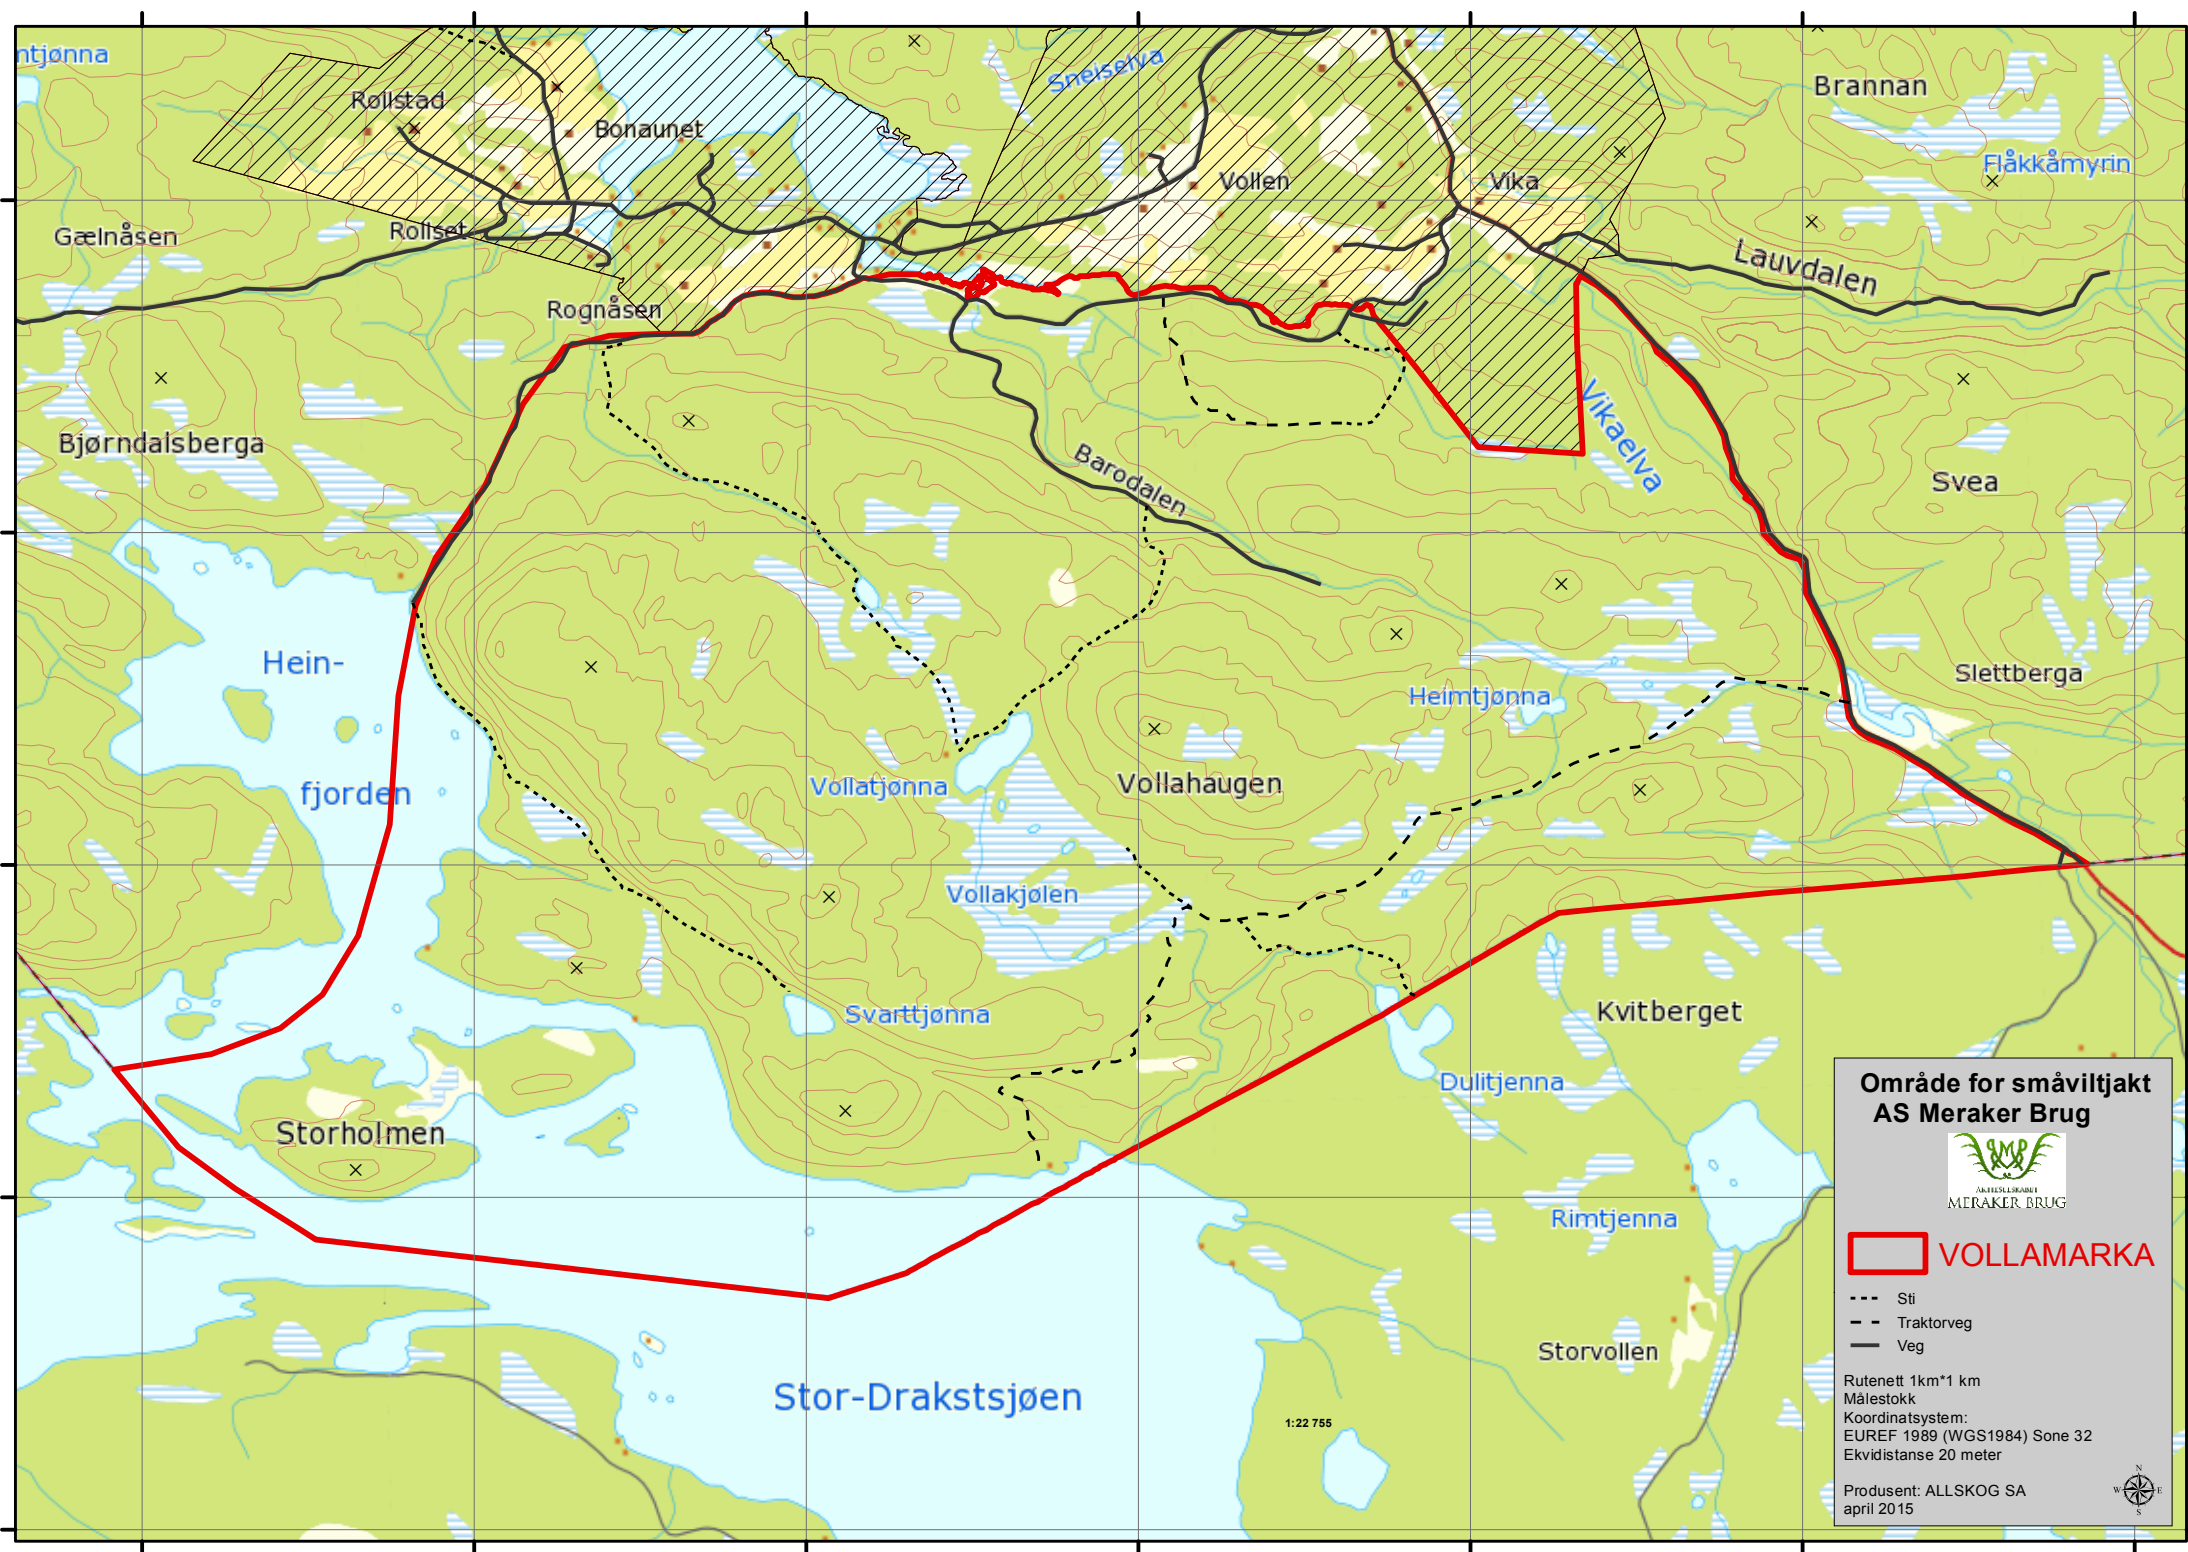 ntjønna
Sneiselva
Brannan
Rollstad
Bonaunet
Flåkkåmyrin
Vollen
Vika
Gælnåsen
Rollset
Lauvdalen
Rognåsen
Bjørndalsberga
Vikaelva
Barodalen
Svea
Hein-
fjorden
Slettberga
Heimtjønna
Vollatjønna
Vollahaugen
Vollakjølen
Svarttjønna
Kvitberget
Dulitjenna
Storholmen
Rimtjenna
Storvollen
Stor-Drakstsjøen
1:22 755
Område for småviltjakt
AS Meraker Brug
AKTIESELSKABET
MERAKER BRUG
VOLLAMARKA
Sti
Traktorveg
Veg
Rutenett 1km*1 km
Målestokk
Koordinatsystem:
EUREF 1989 (WGS1984) Sone 32
Ekvidistanse 20 meter
Produsent: ALLSKOG SA
april 2015
N
W E
S